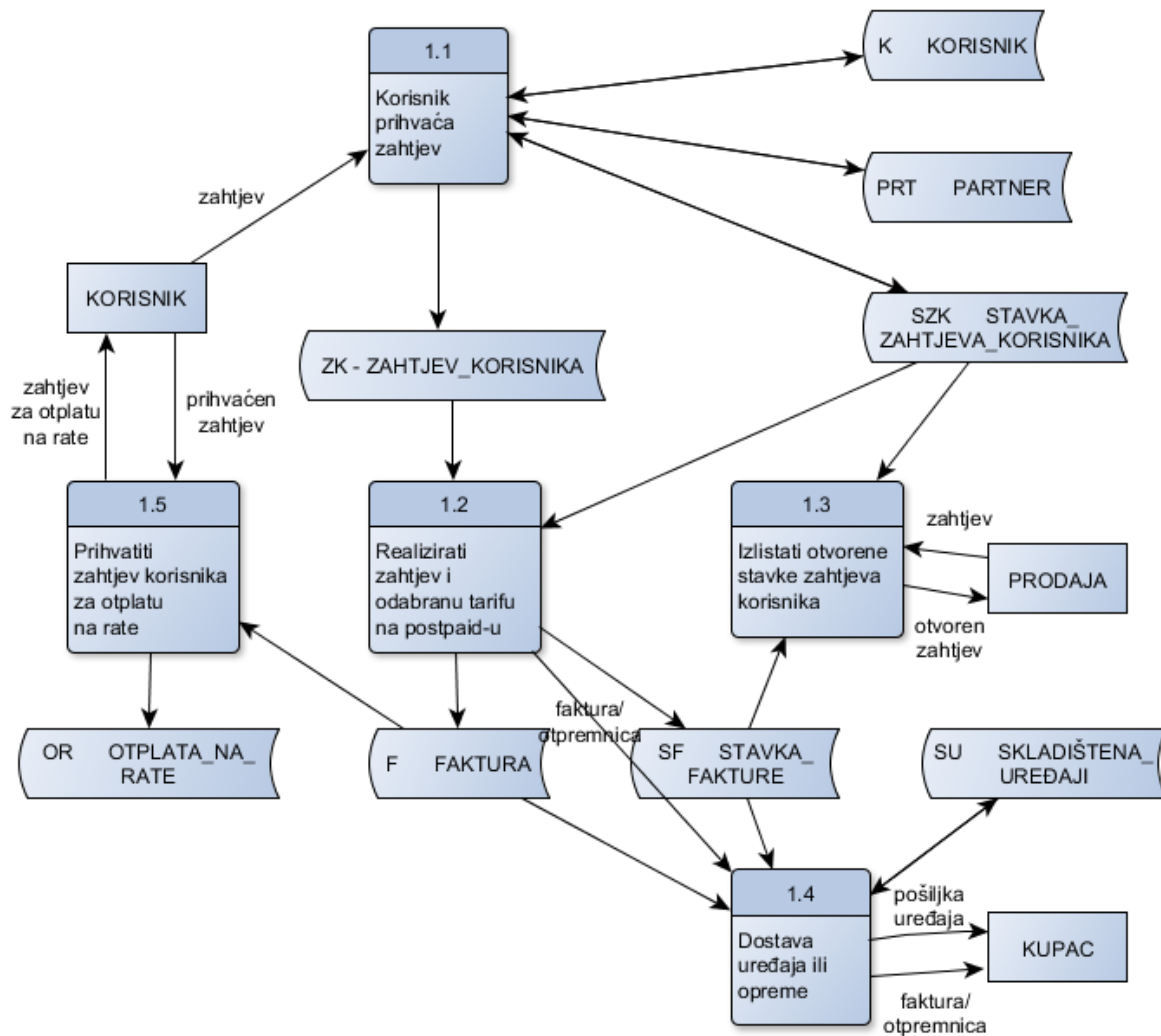 1.1
Korisnik
prihvaća
zahtjev
K KORISNIK
PRT PARTNER
zahtjev
KORISNIK
SZK STAVKA_
ZAHTJEVA_KORISNIKA
ZK - ZAHTJEV_KORISNIKA
zahtjev
za otplatu
na rate
prihvaćen
zahtjev
1.5
Prihvatiti
zahtjev korisnika
za otplatu
na rate
1.2
Realizirati
zahtjev i
odabranu tarifu
na postpaid-u
1.3
Izlistati otvorene
stavke zahtjeva
korisnika
zahtjev
PRODAJA
otvoren
zahtjev
faktura/
otpremnica
OR OTPLATA_NA_
RATE
F FAKTURA
SF STAVKA_
FAKTURE
SU SKLADIŠTENA_
UREĐAJI
1.4
Dostava
uređaja ili
opreme
pošiljka
uređaja
KUPAC
faktura/
otpremnica